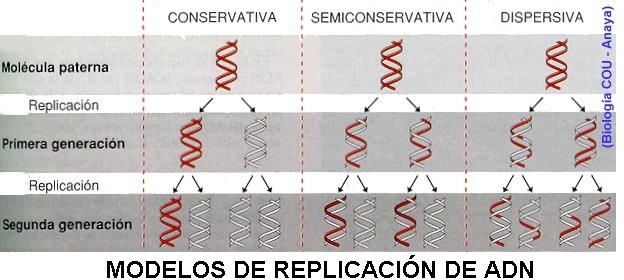 CONSERVATIVA SEMICONSERVATIVA DISPERSIVA
Molécula paterna
Replicación
Primera generación
Replicación
Segunda generación
(Biología COU - Anaya)
MODELOS DE REPLICACIÓN DE ADN